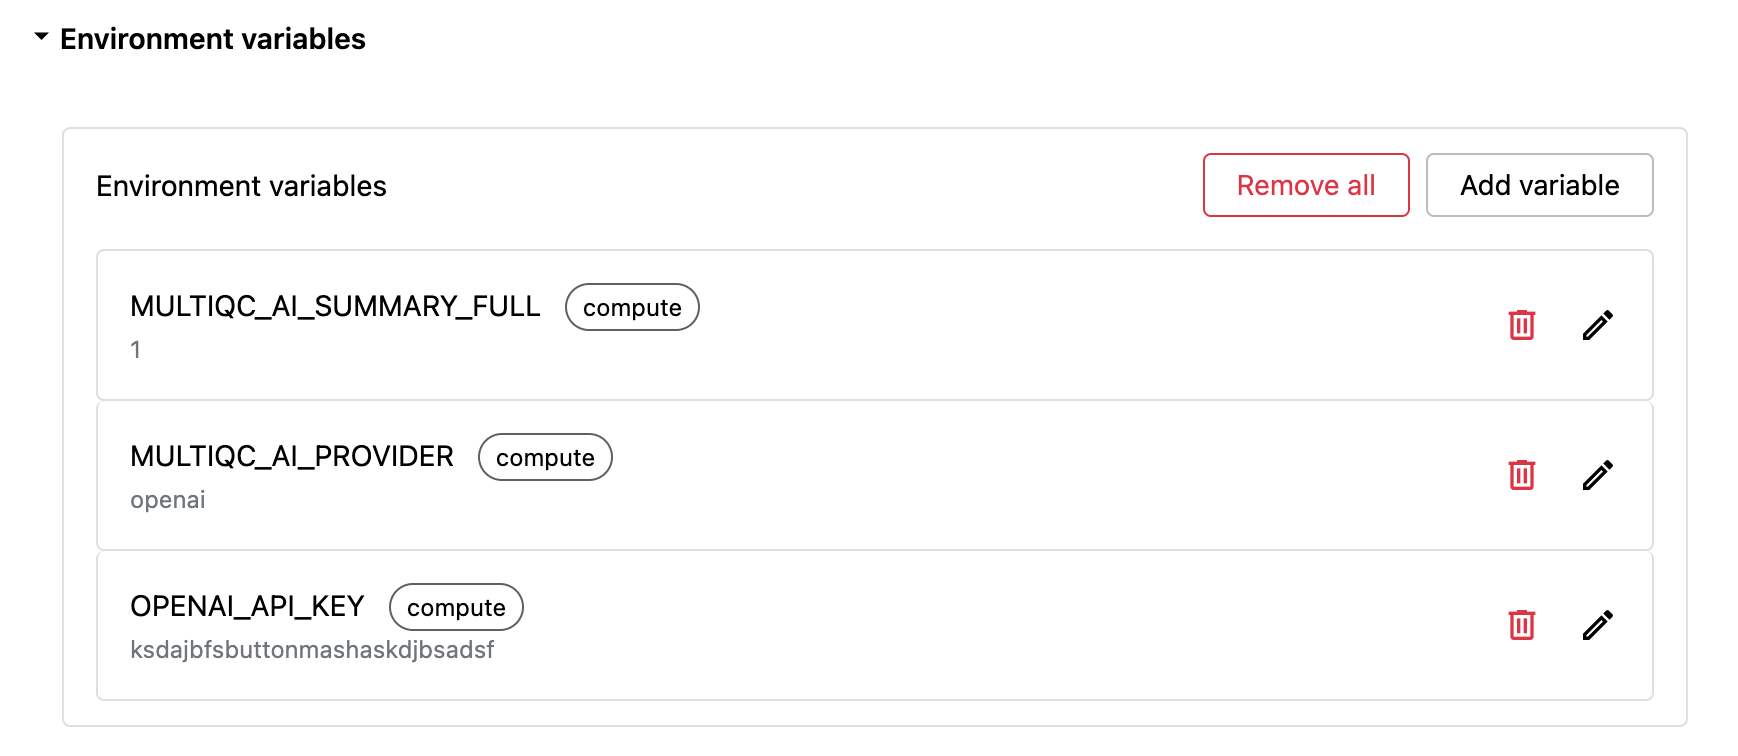 Environment variables
Environment variables
Remove all
Add variable
MULTIQC_AI_SUMMARY_FULL compute
1
MULTIQC_AI_PROVIDER compute
openai
OPENAI_API_KEY compute
ksdajbfsbuttonmashaskdjbsadsf